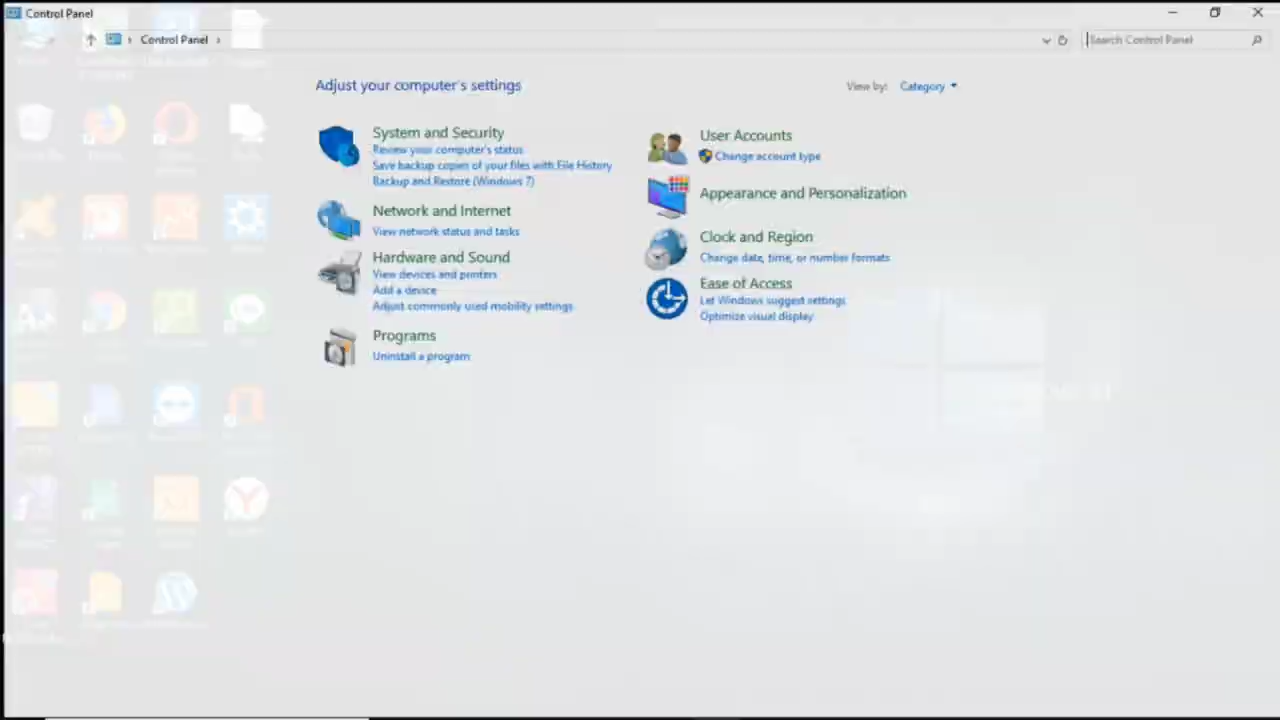 Control Panel
Control Panel
Search Control Panel
Adjust your computer's settings
View by: Category
System and Security
Review your computer's status
Save backup copies of your files with File History
Backup and Restore (Windows 7)
Network and Internet
View network status and tasks
Hardware and Sound
View devices and printers
Add a device
Adjust commonly used mobility settings
Programs
Uninstall a program
User Accounts
Change account type
Appearance and Personalization
Clock and Region
Change date, time, or number formats
Ease of Access
Let Windows suggest settings
Optimize visual display